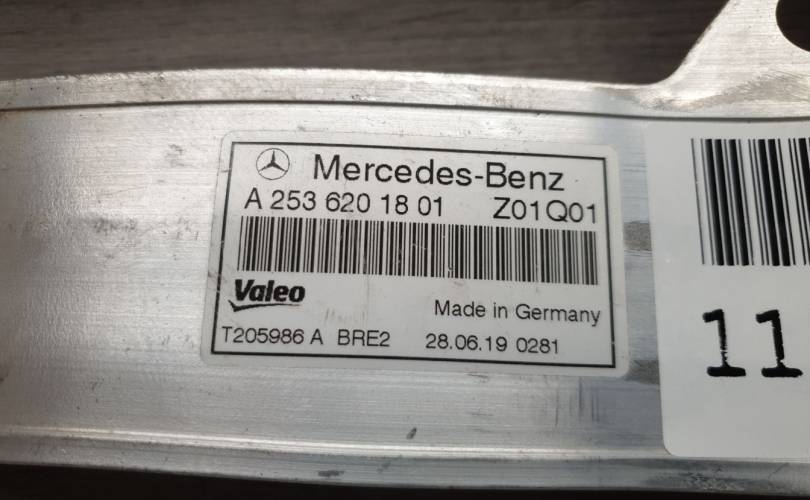 Mercedes-Benz
A 253 620 18 01 Z01Q01
Valeo
Made in Germany
T205986 A BRE2 28.06.19 0281
11